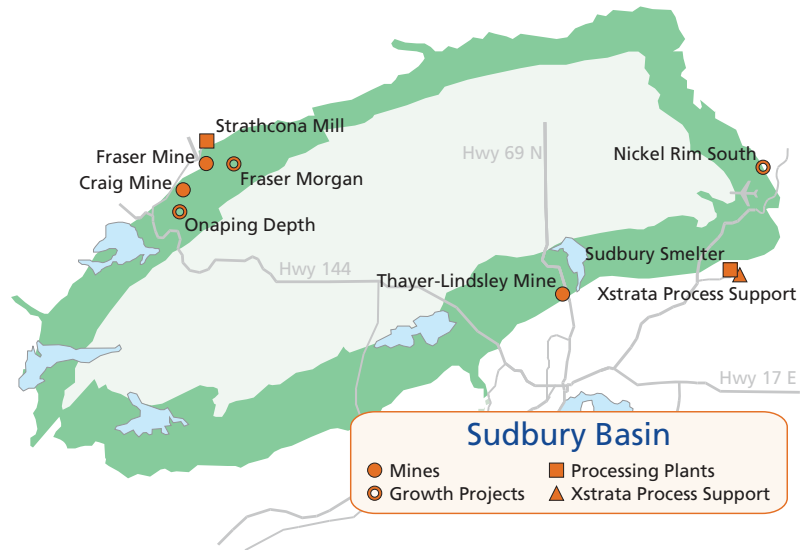 Strathcona Mill
Hwy 69 N
Nickel Rim South
Fraser Mine
Fraser Morgan
Craig Mine
Onaping Depth
Sudbury Smelter
Hwy 144
Thayer-Lindsley Mine
Xstrata Process Support
Hwy 17 E
Sudbury Basin
Mines
Processing Plants
Growth Projects
Xstrata Process Support